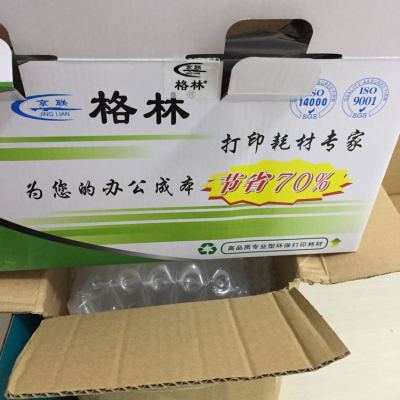 京联
格林®
京联
JING LIAN
格林
ISO
14000
SGS
ISO
9001
SGS
打印耗材专家
为您的办公成本 节省70%
高品质专业型环保打印耗材